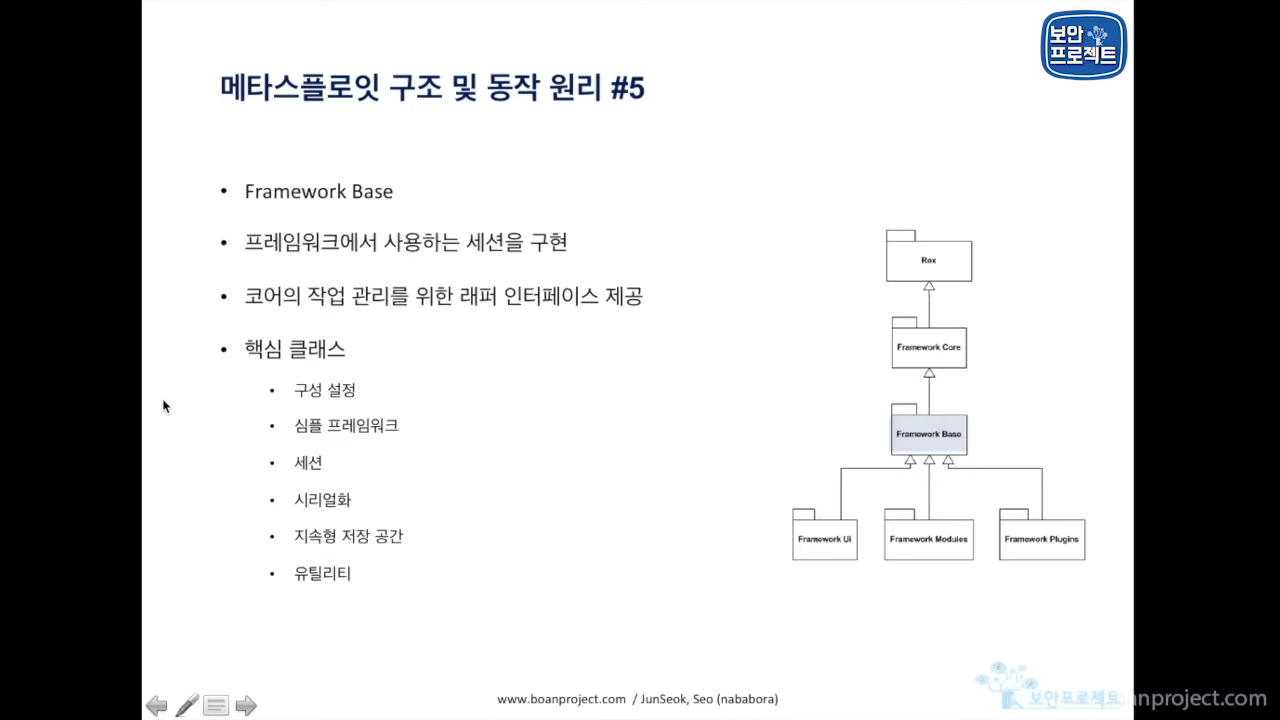 보안
프로젝트
메타스플로잇 구조 및 동작 원리 #5
• Framework Base
• 프레임워크에서 사용하는 세션을 구현
• 코어의 작업 관리를 위한 래퍼 인터페이스 제공
• 핵심 클래스
• 구성 설정
• 심플 프레임워크
• 세션
• 시리얼화
• 지속형 저장 공간
• 유틸리티
Rex
Framework Core
Framework Base
Framework Ui
Framework Modules
Framework Plugins
www.boanproject.com / JunSeok, Seo (nababora)
보안프로젝트
boanproject.com